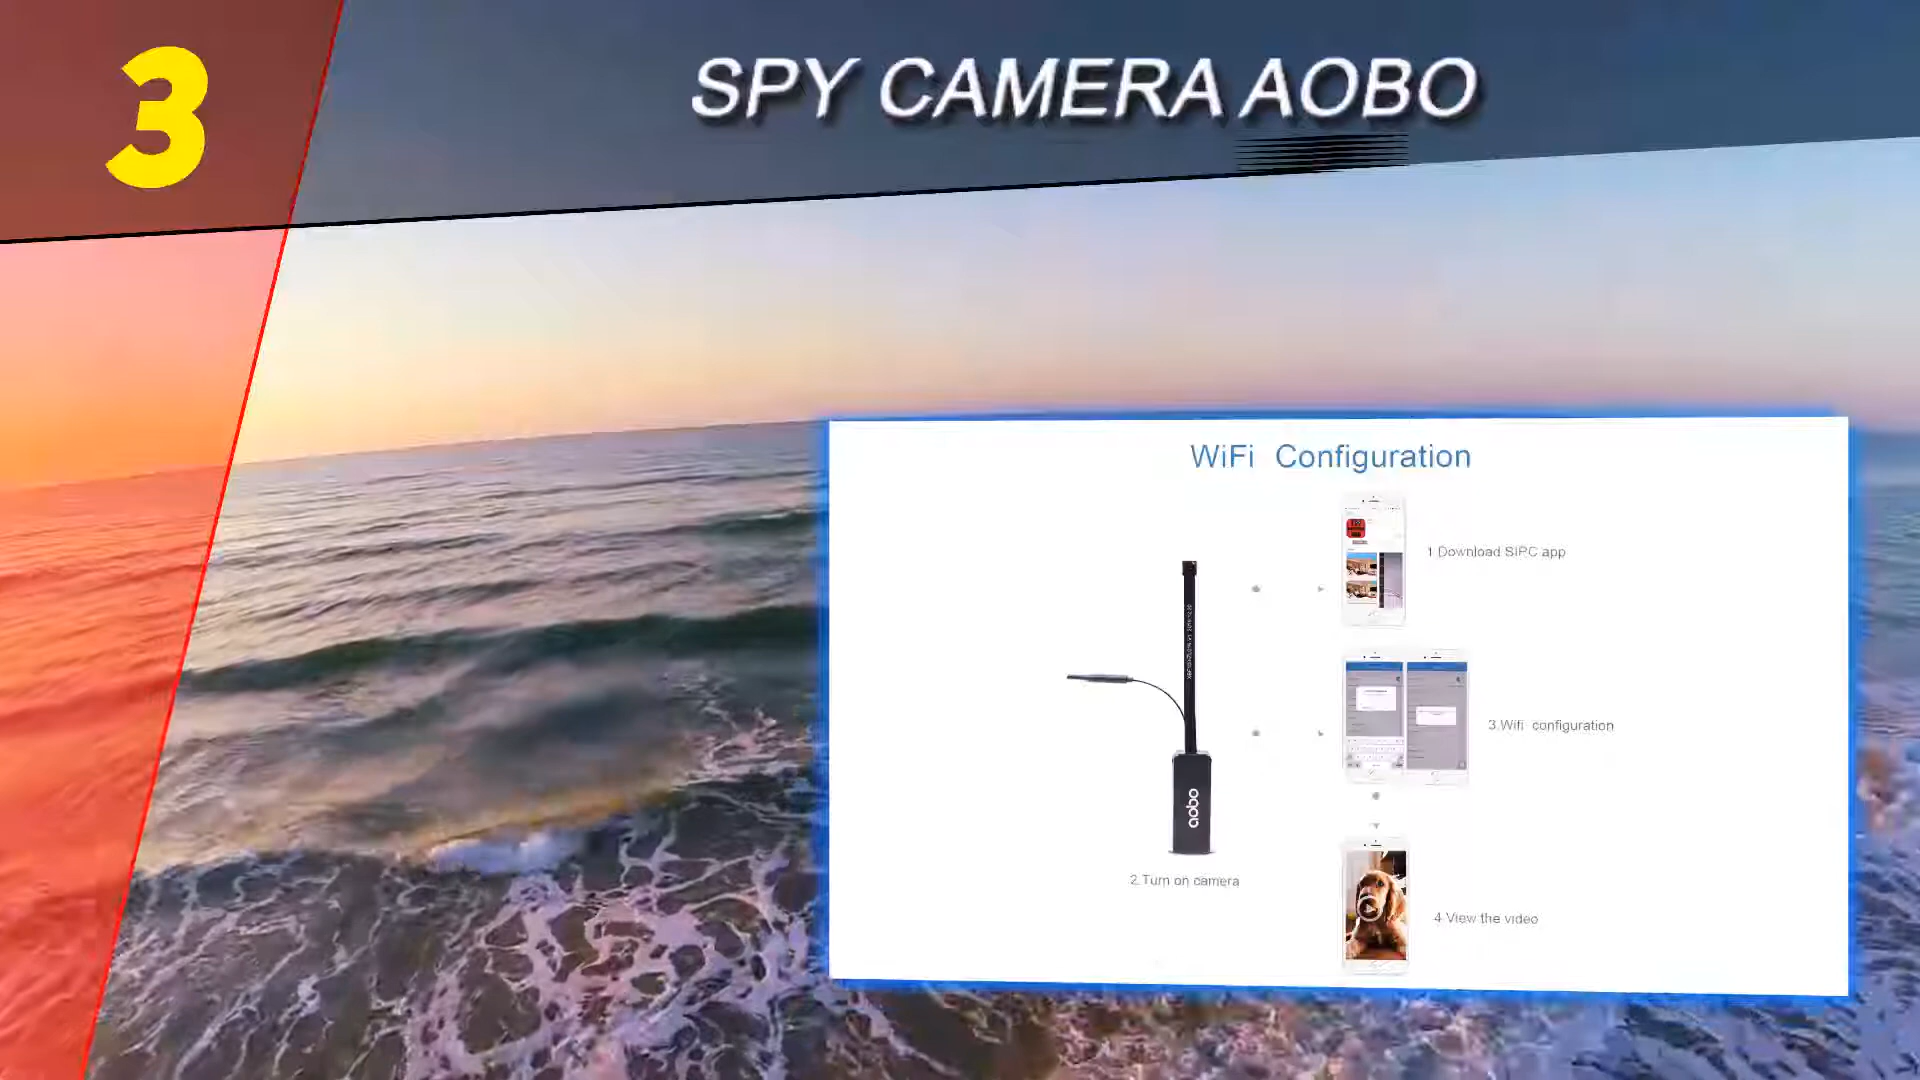 3
SPY CAMERA AOBO
WiFi Configuration
1 Download SIPC app
3.Wifi configuration
aobo
2.Turn on camera
4 View the video